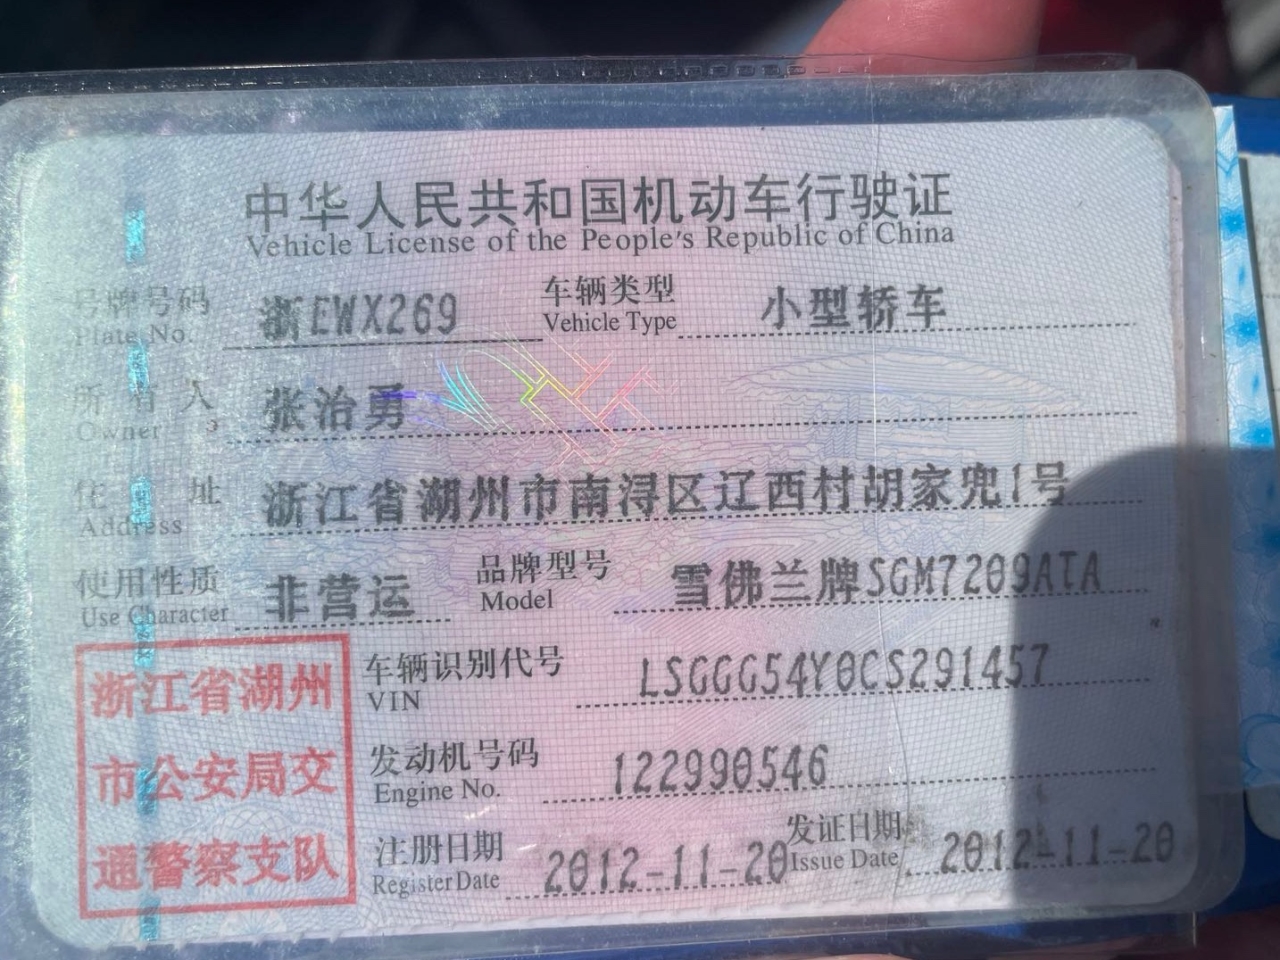 中华人民共和国机动车行驶证
Vehicle License of the People's Republic of China
号牌号码 浙EWX269 车辆类型 小型轿车
Plate No. Vehicle Type
所有人 张治勇
Owner
住址 浙江省湖州市南浔区辽西村胡家兜1号
Address
使用性质 非营运 品牌型号 雪佛兰牌SGM7209ATA
Use Character Model
浙江省湖州
市公安局交
通警察支队
车辆识别代号 LSGGG54Y0CS291457
VIN
发动机号码 122990546
Engine No.
注册日期 2012-11-20 发证日期 2012-11-20
Register Date Issue Date